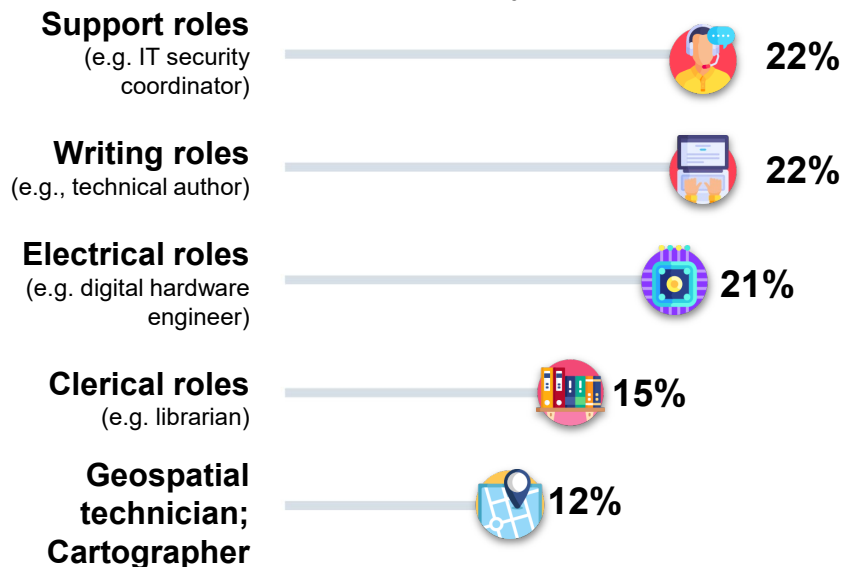 Support roles
(e.g. IT security
coordinator)
22%
Writing roles
(e.g., technical author)
22%
Electrical roles
(e.g. digital hardware
engineer)
21%
Clerical roles
(e.g. librarian)
15%
Geospatial
technician;
Cartographer
12%